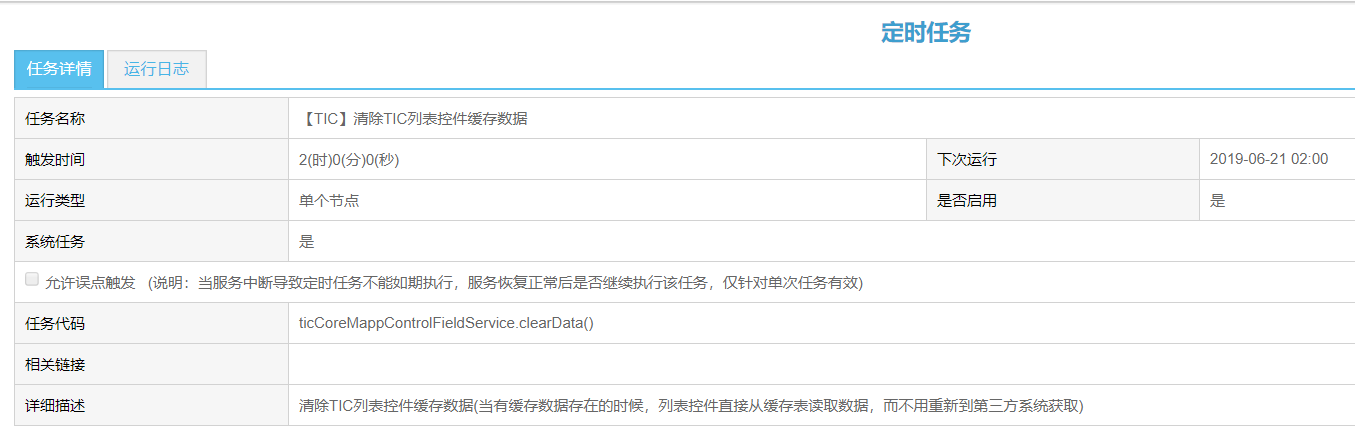 定时任务
任务详情 运行日志
任务名称 【TIC】清除TIC列表控件缓存数据
触发时间 2(时)0(分)0(秒) 下次运行 2019-06-21 02:00
运行类型 单个节点 是否启用 是
系统任务 是
允许误点触发 (说明：当服务中断导致定时任务不能如期执行，服务恢复正常后是否继续执行该任务，仅针对单次任务有效)
任务代码 ticCoreMappControlFieldService.clearData()
相关链接
详细描述 清除TIC列表控件缓存数据(当有缓存数据存在的时候，列表控件直接从缓存表读取数据，而不用重新到第三方系统获取)